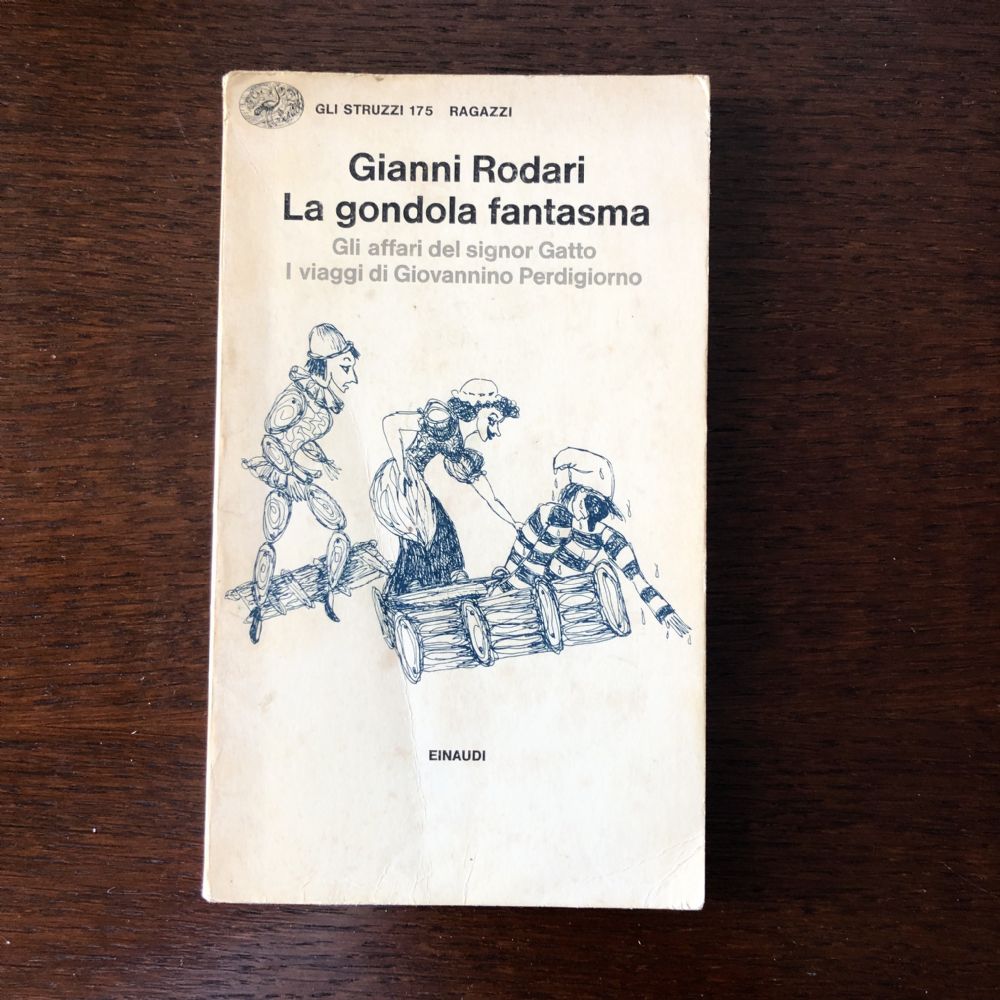 GLI STRUZZI 175 RAGAZZI
Gianni Rodari
La gondola fantasma
Gli affari del signor Gatto
I viaggi di Giovannino Perdigiorno
EINAUDI